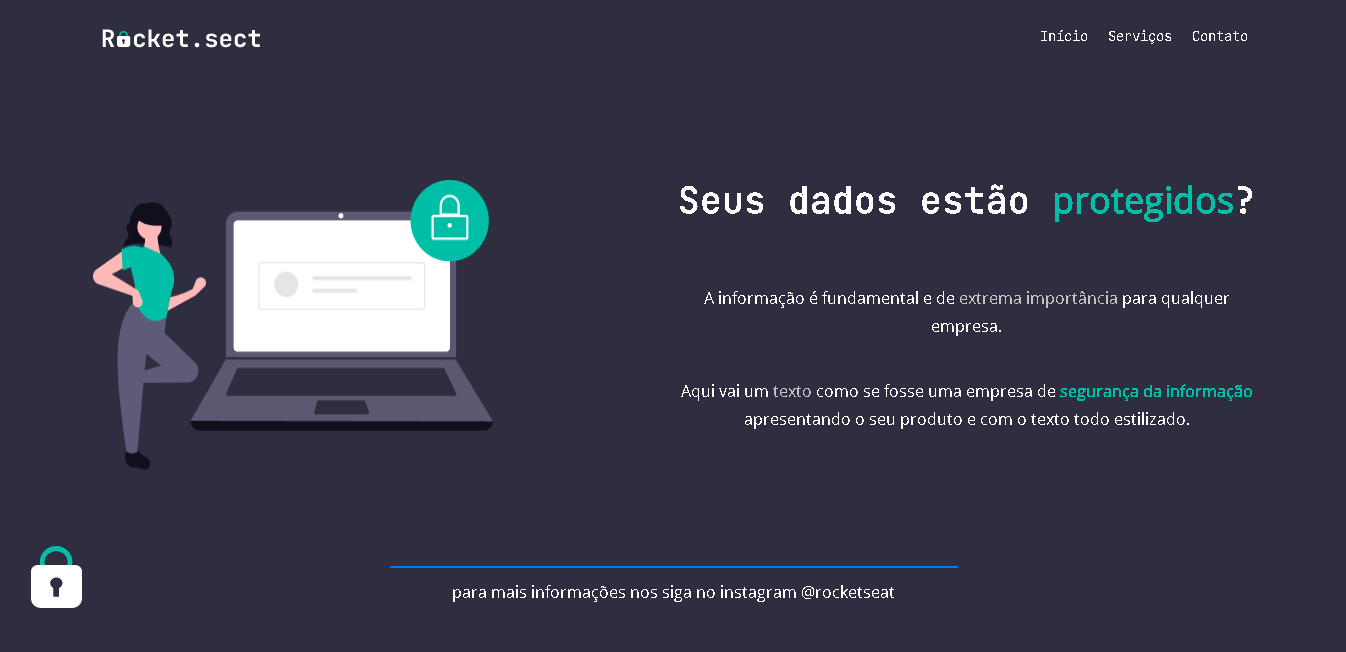 Rocket.sect
Início Serviços Contato
Seus dados estão protegidos?
A informação é fundamental e de extrema importância para qualquer
empresa.
Aqui vai um texto como se fosse uma empresa de segurança da informação
apresentando o seu produto e com o texto todo estilizado.
para mais informações nos siga no instagram @rocketseat